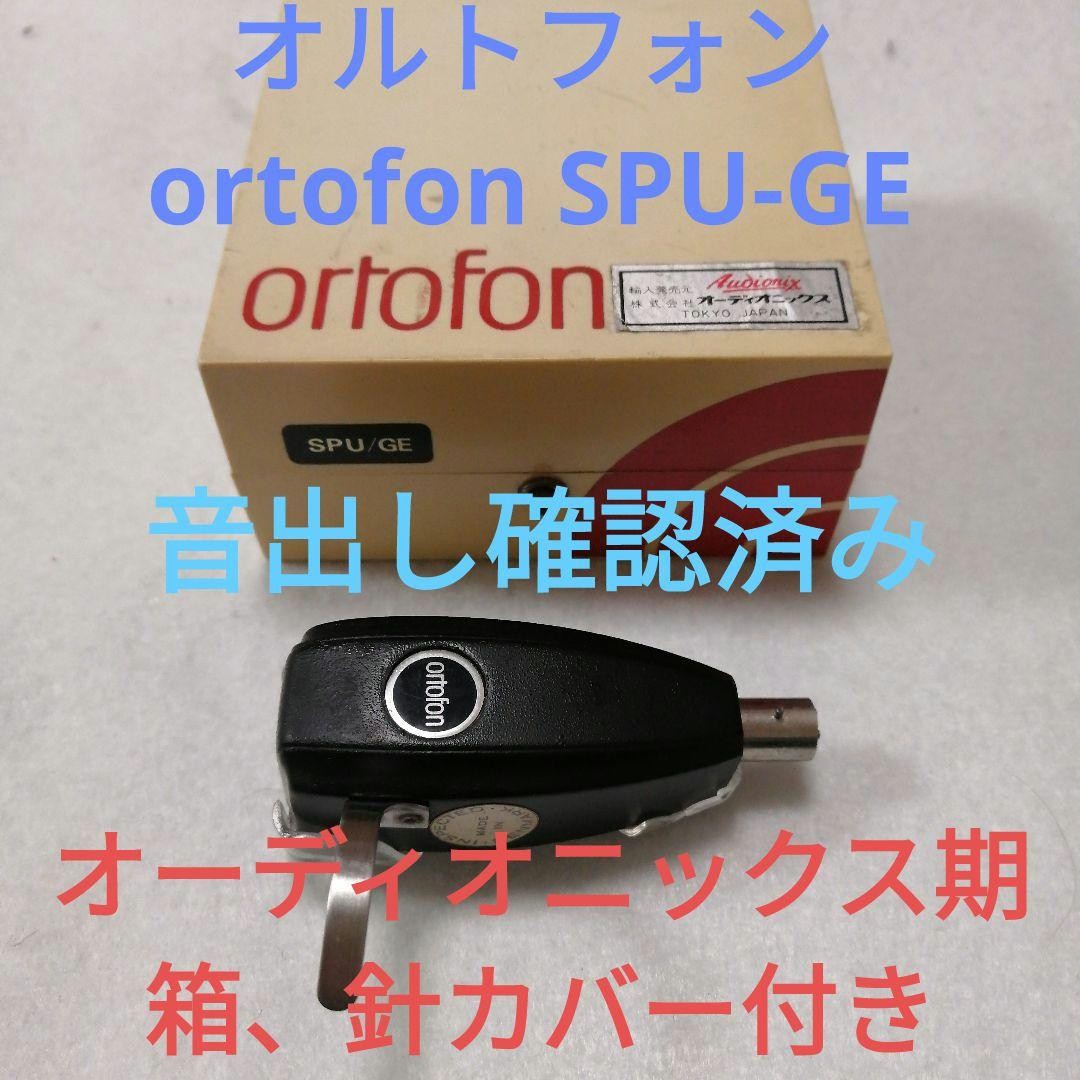 オルトフォン
ortofon SPU-GE
ortofon
Audionix
輸入発売元
株式会社オーディオニックス
TOKYO JAPAN
SPU/GE
音出し確認済み
ortofon
INSPECTED
MADE
IN
オーディオニックス期
箱、針カバー付き